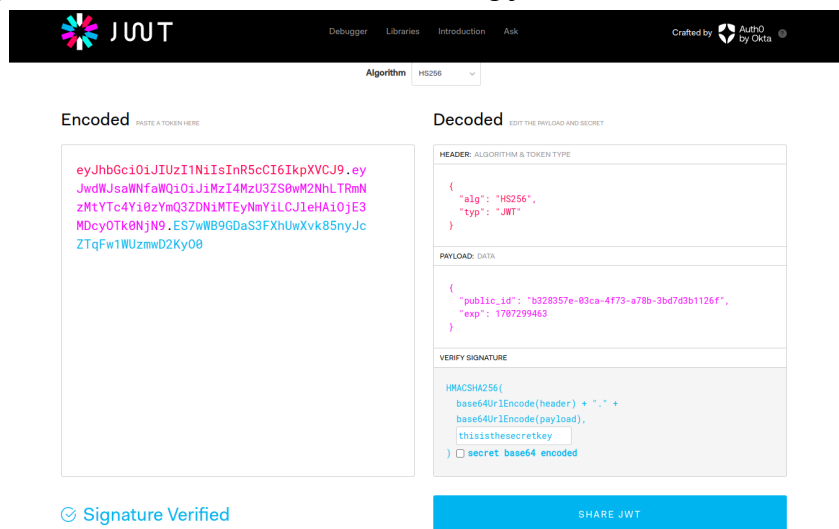 JWT
Debugger Libraries Introduction Ask
Crafted by Auth0 by Okta
Algorithm HS256
Encoded PASTE A TOKEN HERE
eyJhbGciOiJIUzI1NiIsInR5cCI6IkpXVCJ9.ey
JwdWJsaWNfaWQiOiJiMzI4MzU3ZS0wM2NhLTRmN
zMtYTc4Yi0zYmQ3ZDNiMTEyNmYiLCJleHAiOjE3
MDcyOTk0NjN9.ES7wWB9GDaS3FXhUwXvk85nyJc
ZTqFw1WUzmwD2KyO0
Decoded EDIT THE PAYLOAD AND SECRET
HEADER: ALGORITHM & TOKEN TYPE
{
"alg": "HS256",
"typ": "JWT"
}
PAYLOAD: DATA
{
"public_id": "b328357e-03ca-4f73-a78b-3bd7d3b1126f",
"exp": 1707299463
}
VERIFY SIGNATURE
HMACSHA256(
base64UrlEncode(header) + "." +
base64UrlEncode(payload),
thisisthesecretkey
) secret base64 encoded
Signature Verified
SHARE JWT